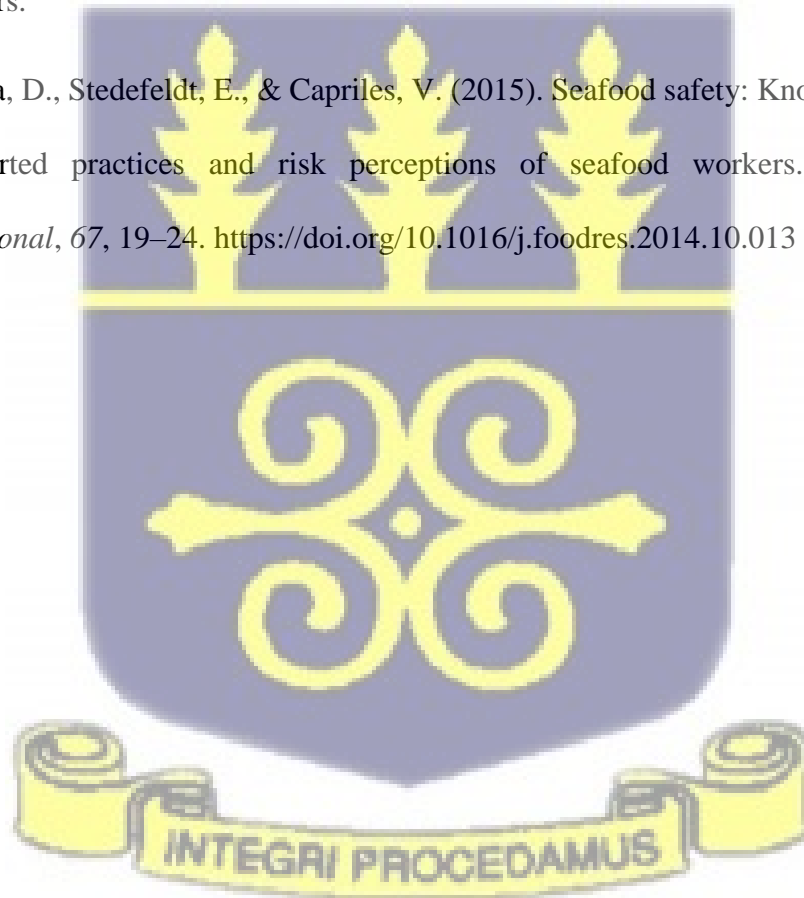 rs.
a, D., Stedefeldt, E., & Capriles, V. (2015). Seafood safety: Kno
rted practices and risk perceptions of seafood workers.
onal, 67, 19–24. https://doi.org/10.1016/j.foodres.2014.10.013
INTEGRI PROCEDAMUS